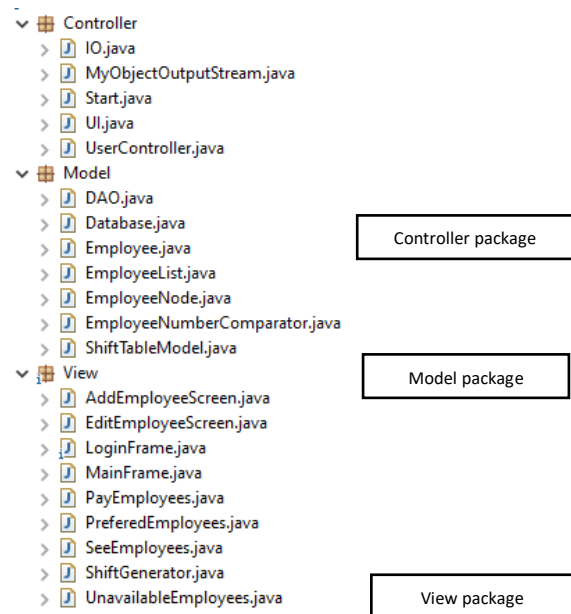 Controller
IO.java
MyObjectOutputStream.java
Start.java
UI.java
UserController.java
Model
DAO.java
Database.java
Controller package
Employee.java
EmployeeList.java
EmployeeNode.java
EmployeeNumberComparator.java
ShiftTableModel.java
View
Model package
AddEmployeeScreen.java
EditEmployeeScreen.java
LoginFrame.java
MainFrame.java
PayEmployees.java
PreferedEmployees.java
SeeEmployees.java
ShiftGenerator.java
UnavailableEmployees.java
View package